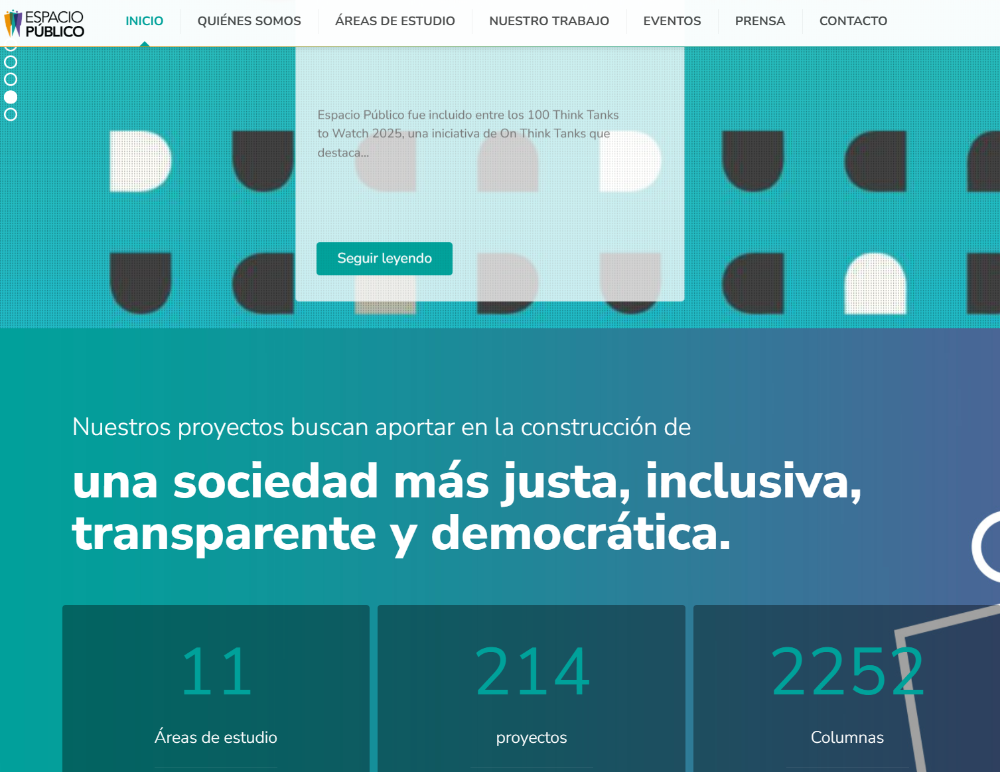 ESPACIO
PÚBLICO
INICIO
QUIÉNES SOMOS
ÁREAS DE ESTUDIO
NUESTRO TRABAJO
EVENTOS
PRENSA
CONTACTO
Espacio Público fue incluido entre los 100 Think Tanks
to Watch 2025, una iniciativa de On Think Tanks que
destaca...
Seguir leyendo
Nuestros proyectos buscan aportar en la construcción de
una sociedad más justa, inclusiva,
transparente y democrática.
11
Áreas de estudio
214
proyectos
2252
Columnas